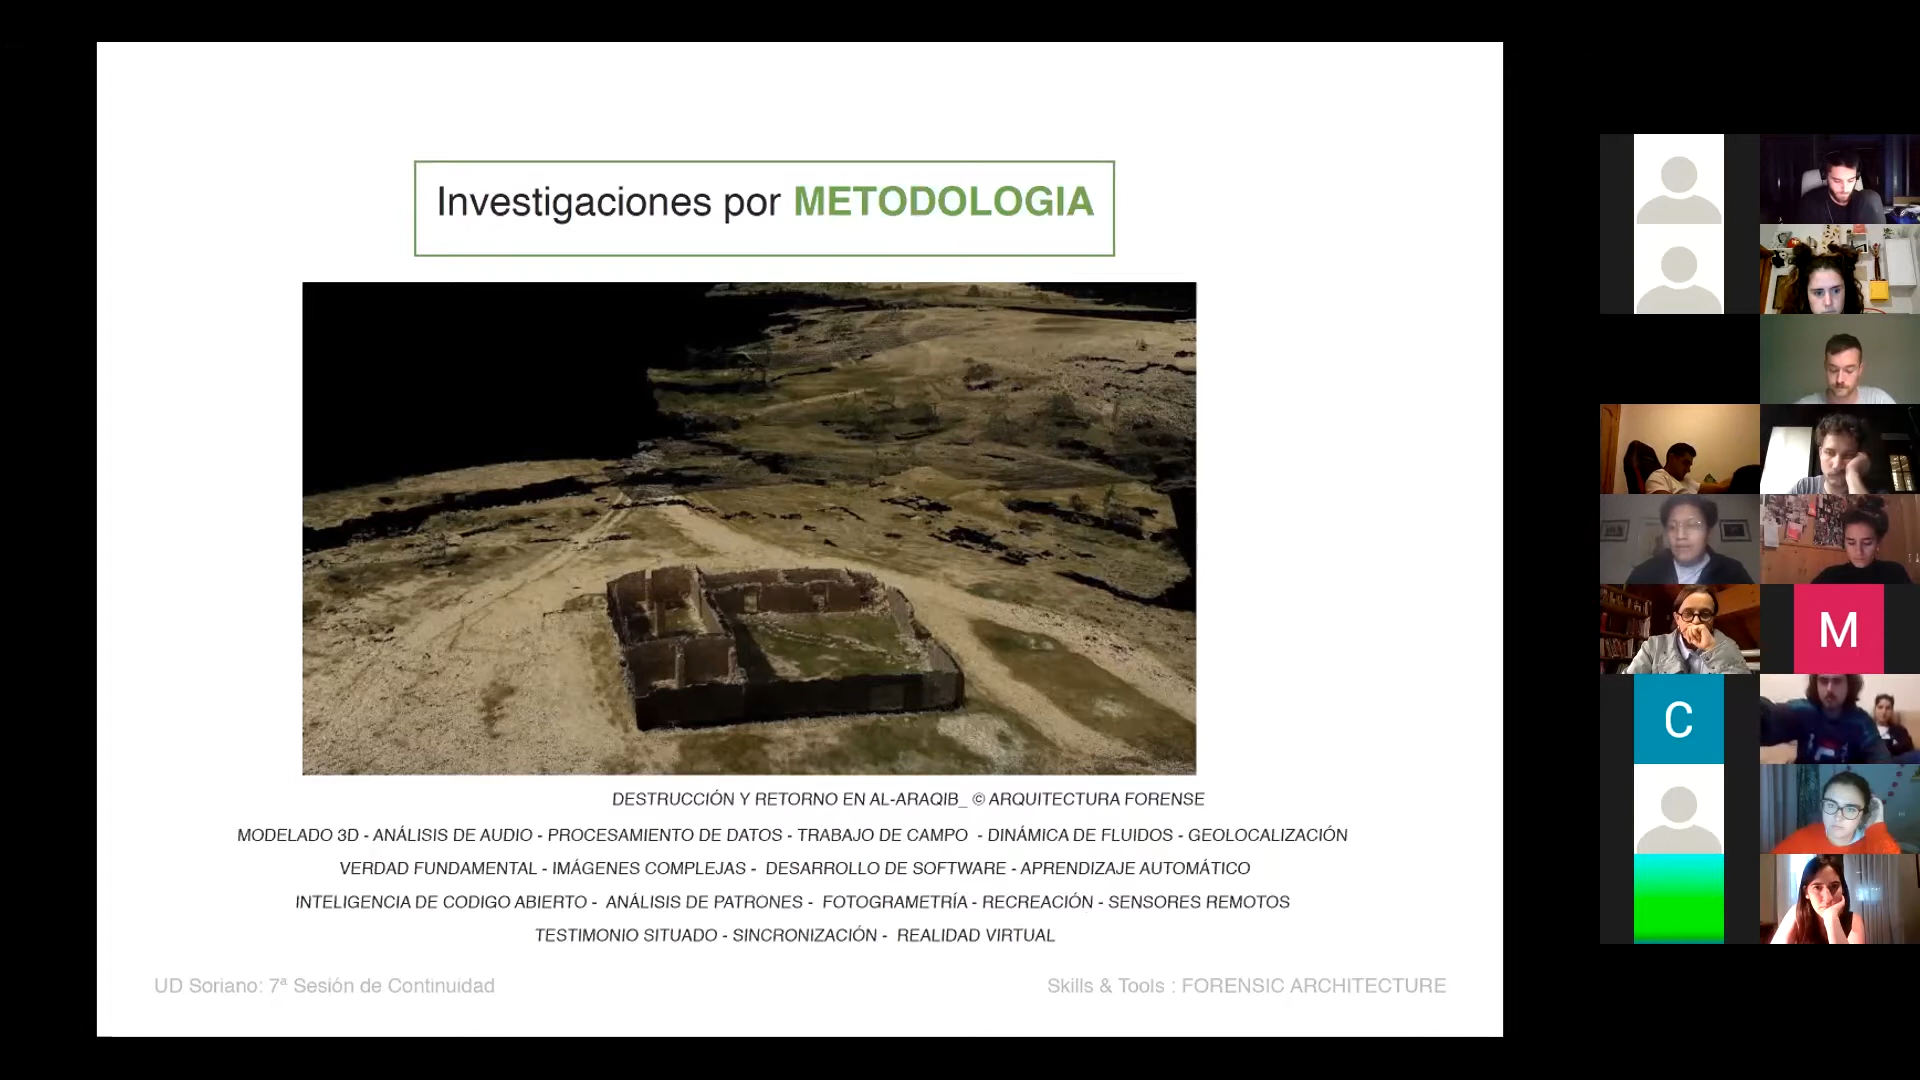 Investigaciones por METODOLOGIA
DESTRUCCIÓN Y RETORNO EN AL-ARAQIB_ © ARQUITECTURA FORENSE
MODELADO 3D - ANÁLISIS DE AUDIO - PROCESAMIENTO DE DATOS - TRABAJO DE CAMPO - DINÁMICA DE FLUIDOS - GEOLOCALIZACIÓN
VERDAD FUNDAMENTAL - IMÁGENES COMPLEJAS - DESARROLLO DE SOFTWARE - APRENDIZAJE AUTOMÁTICO
INTELIGENCIA DE CODIGO ABIERTO - ANÁLISIS DE PATRONES - FOTOGRAMETRÍA - RECREACIÓN - SENSORES REMOTOS
TESTIMONIO SITUADO - SINCRONIZACIÓN - REALIDAD VIRTUAL
UD Soriano: 7ª Sesión de Continuidad
Skills & Tools : FORENSIC ARCHITECTURE
M
C